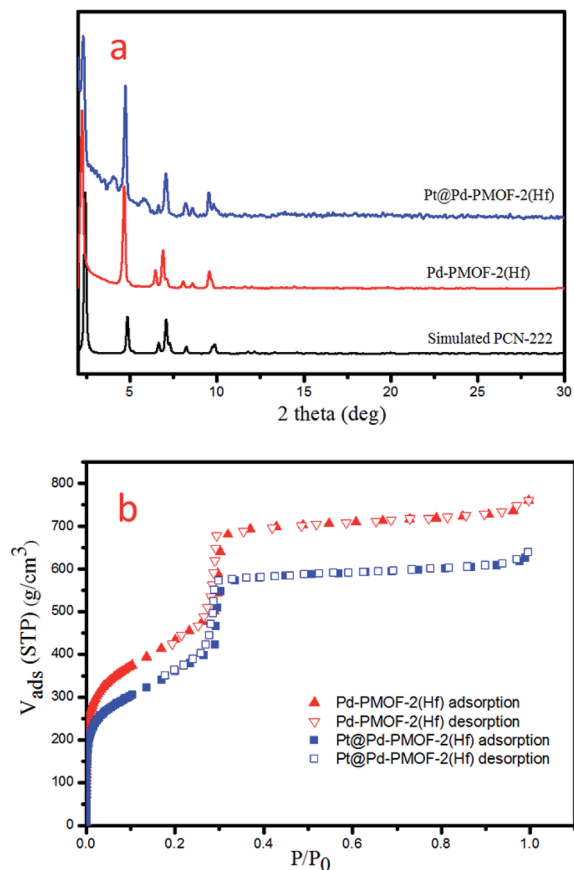 a
Pt@Pd-PMOF-2(Hf)
Pd-PMOF-2(Hf)
Simulated PCN-222
5 10 15 20 25 30
2 theta (deg)
b
800
700
600
500
400
300
200
100
0
V_ads (STP) (g/cm³)
Pd-PMOF-2(Hf) adsorption
Pd-PMOF-2(Hf) desorption
Pt@Pd-PMOF-2(Hf) adsorption
Pt@Pd-PMOF-2(Hf) desorption
0.0 0.2 0.4 0.6 0.8 1.0
P/P₀